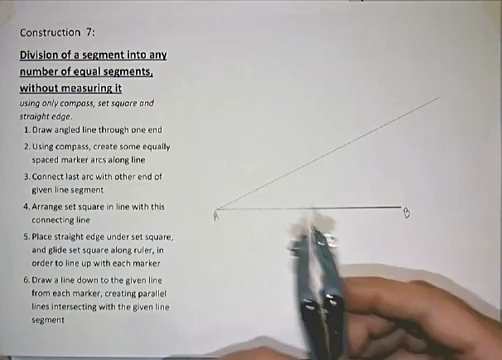 Construction 7:
Division of a segment into any
number of equal segments,
without measuring it
using only compass, set square and
straight edge.
1. Draw angled line through one end
2. Using compass, create some equally
spaced marker arcs along line
3. Connect last arc with other end of
given line segment
4. Arrange set square in line with this
connecting line
5. Place straight edge under set square,
and glide set square along ruler, in
order to line up with each marker
6. Draw a line down to the given line
from each marker, creating parallel
lines intersecting with the given line
segment
A B